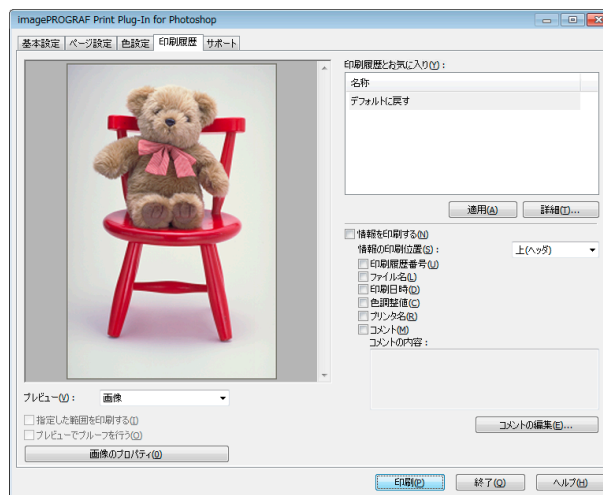 imagePROGRAF Print Plug-In for Photoshop
基本設定 ページ設定 色設定 印刷履歴 サポート
印刷履歴とお気に入り(Y):
名称
デフォルトに戻す
適用(A) 詳細(T)...
情報を印刷する(N)
情報の印刷位置(S): 上(ヘッダ)
印刷履歴番号(U)
ファイル名(L)
印刷日時(D)
色調整値(C)
プリンタ名(R)
コメント(M)
コメントの内容:
プレビュー(V): 画像
指定した範囲を印刷する(I)
プレビューでプルーフを行う(O)
コメントの編集(E)...
画像のプロパティ(0)
印刷(P) 終了(Q) ヘルプ(H)